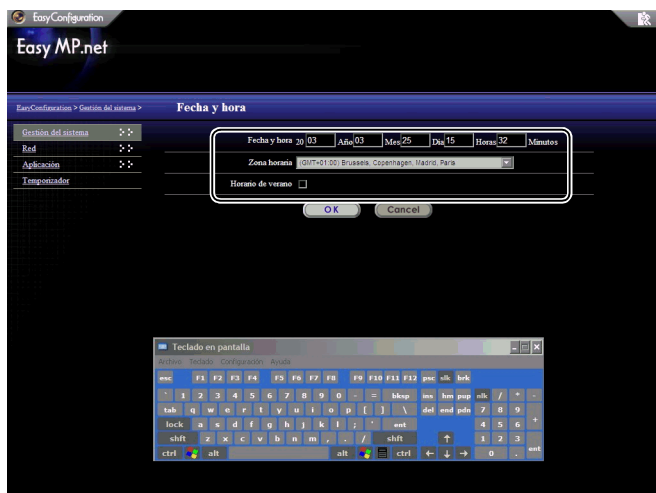 EasyConfiguration
Easy MP.net
EasyConfiguration > Gestión del sistema >
Fecha y hora
Gestión del sistema
Red
Aplicación
Temporizador
Fecha y hora 20 03 Año 03 Mes 25 Día 15 Horas 32 Minutos
Zona horaria (GMT+01:00) Brussels, Copenhagen, Madrid, Paris
Horario de verano
OK Cancel
Teclado en pantalla
Archivo Teclado Configuración Ayuda
esc F1 F2 F3 F4 F5 F6 F7 F8 F9 F10 F11 F12 psc slk brk
` 1 2 3 4 5 6 7 8 9 0 - = bksp ins hm pup nlk / * -
tab q w e r t y u i o p [ ] \ del end pdn 7 8 9 +
lock a s d f g h j k l ; ' ent 4 5 6
shft z x c v b n m , . / shft ↑ 1 2 3 ent
ctrl alt alt ctrl ← ↓ → 0 .